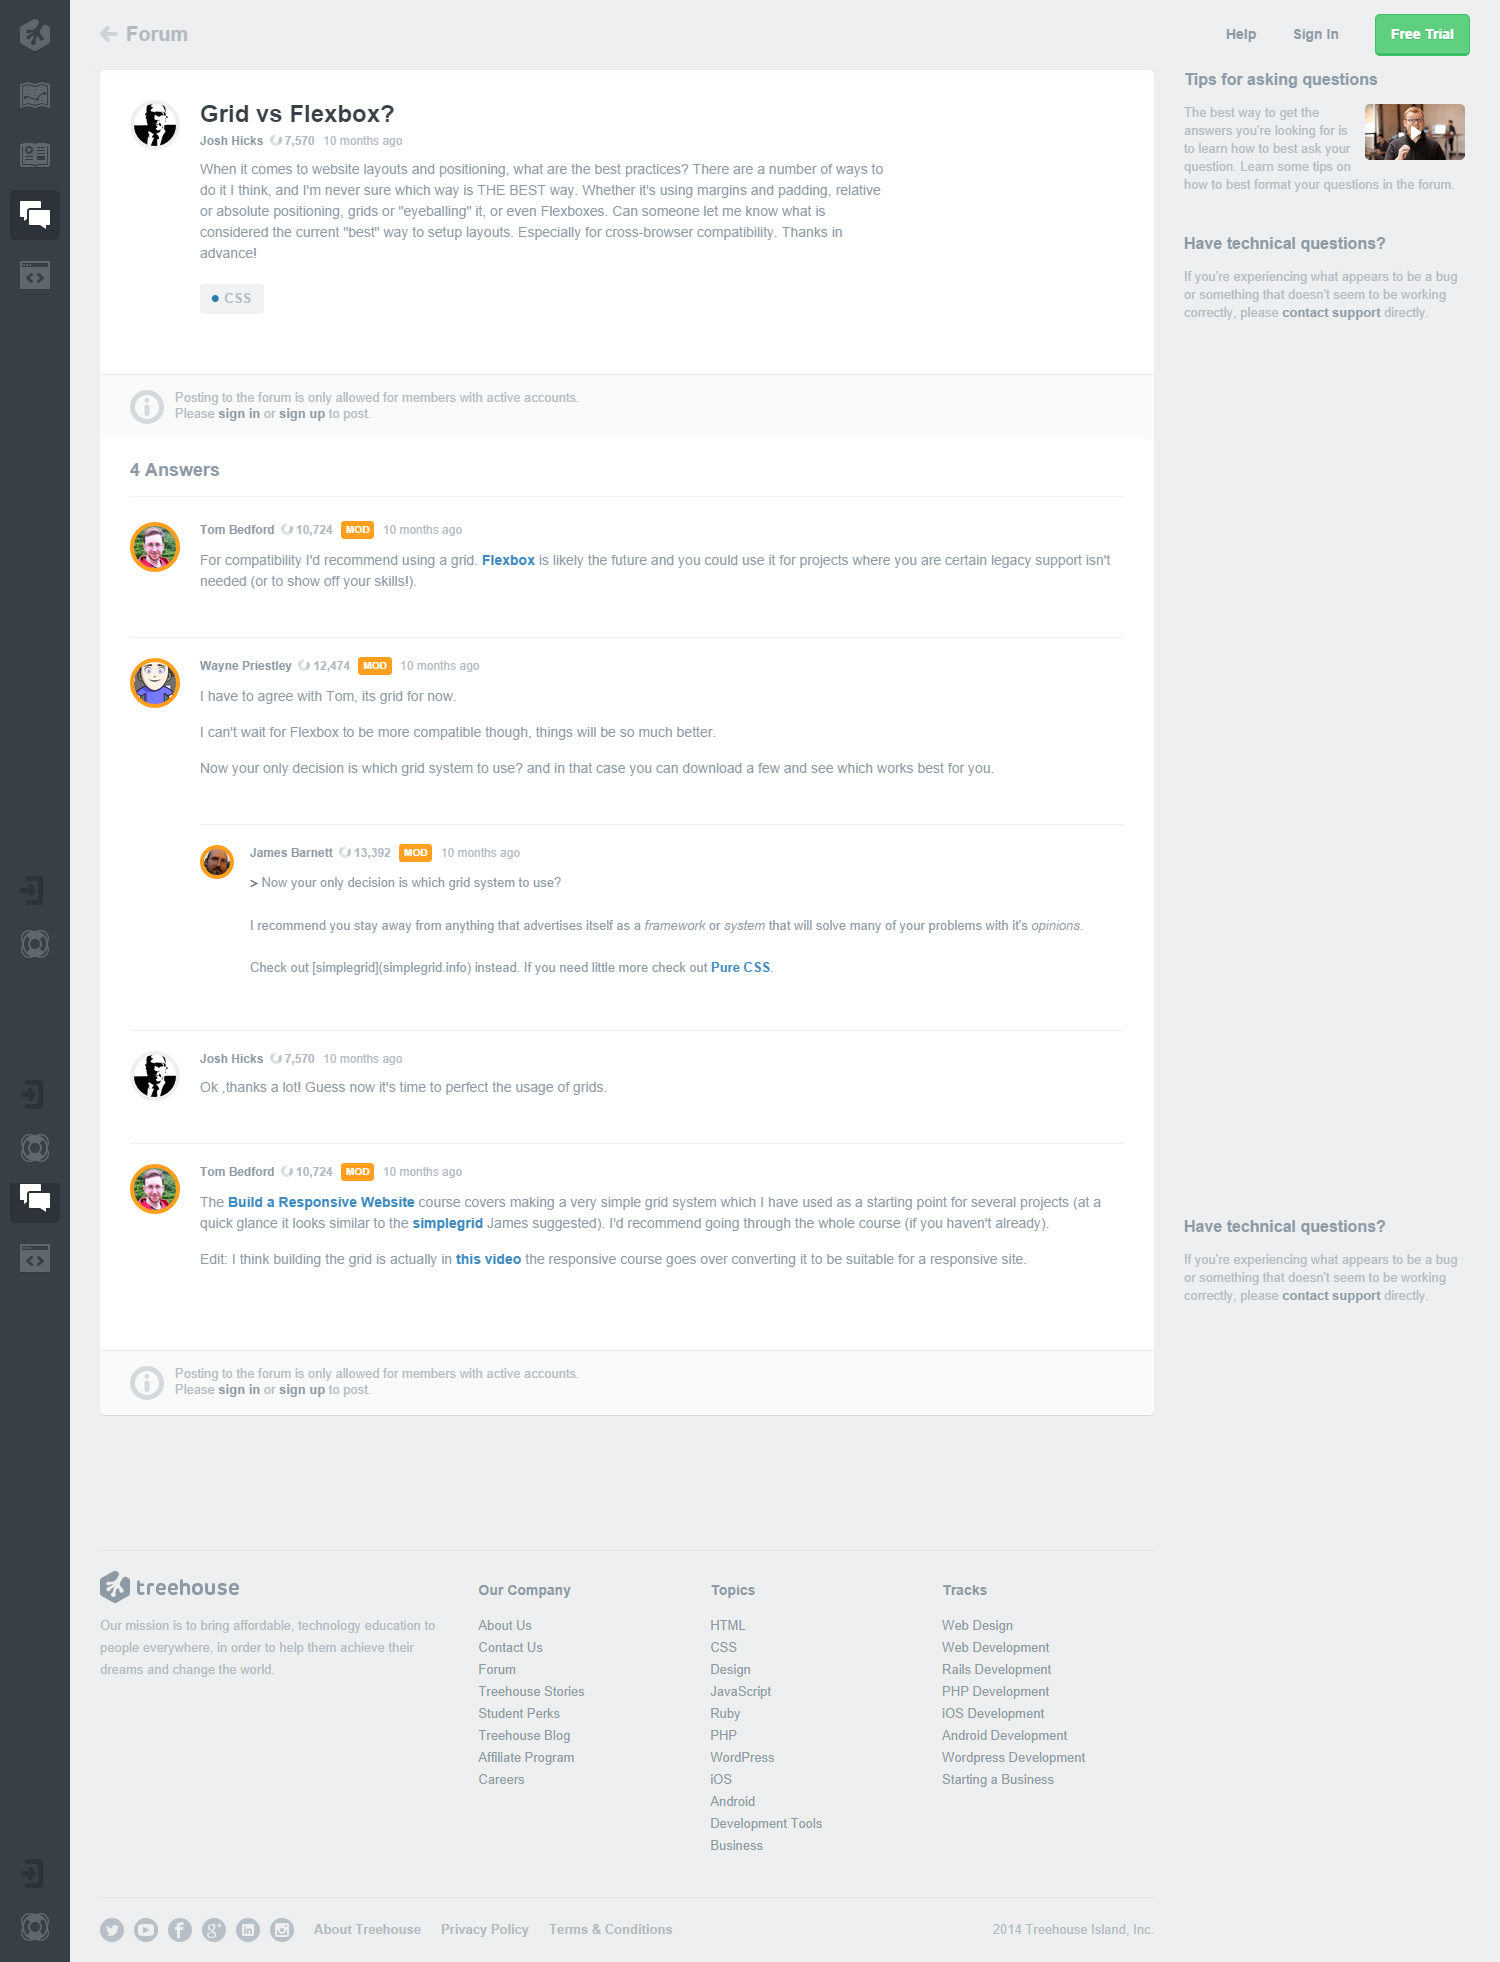 Forum
Help
Sign In
Free Trial
Grid vs Flexbox?
Josh Hicks 7,570 10 months ago
When it comes to website layouts and positioning, what are the best practices? There are a number of ways to
do it I think, and I'm never sure which way is THE BEST way. Whether it's using margins and padding, relative
or absolute positioning, grids or "eyeballing" it, or even Flexboxes. Can someone let me know what is
considered the current "best" way to setup layouts. Especially for cross-browser compatibility. Thanks in
advance!
CSS
Posting to the forum is only allowed for members with active accounts.
Please sign in or sign up to post.
4 Answers
Tom Bedford 10,724 MOD 10 months ago
For compatibility I'd recommend using a grid. Flexbox is likely the future and you could use it for projects where you are certain legacy support isn't
needed (or to show off your skills!).
Wayne Priestley 12,474 MOD 10 months ago
I have to agree with Tom, its grid for now.
I can't wait for Flexbox to be more compatible though, things will be so much better.
Now your only decision is which grid system to use? and in that case you can download a few and see which works best for you.
James Barnett 13,392 MOD 10 months ago
> Now your only decision is which grid system to use?
I recommend you stay away from anything that advertises itself as a framework or system that will solve many of your problems with it's opinions.
Check out [simplegrid](simplegrid.info) instead. If you need little more check out Pure CSS.
Josh Hicks 7,570 10 months ago
Ok ,thanks a lot! Guess now it's time to perfect the usage of grids.
Tom Bedford 10,724 MOD 10 months ago
The Build a Responsive Website course covers making a very simple grid system which I have used as a starting point for several projects (at a
quick glance it looks similar to the simplegrid James suggested). I'd recommend going through the whole course (if you haven't already).
Edit: I think building the grid is actually in this video the responsive course goes over converting it to be suitable for a responsive site.
Posting to the forum is only allowed for members with active accounts.
Please sign in or sign up to post.
Tips for asking questions
The best way to get the
answers you're looking for is
to learn how to best ask your
question. Learn some tips on
how to best format your questions in the forum.
Have technical questions?
If you're experiencing what appears to be a bug
or something that doesn't seem to be working
correctly, please contact support directly.
Have technical questions?
If you're experiencing what appears to be a bug
or something that doesn't seem to be working
correctly, please contact support directly.
treehouse
Our mission is to bring affordable, technology education to
people everywhere, in order to help them achieve their
dreams and change the world.
Our Company
About Us
Contact Us
Forum
Treehouse Stories
Student Perks
Treehouse Blog
Affiliate Program
Careers
Topics
HTML
CSS
Design
JavaScript
Ruby
PHP
WordPress
iOS
Android
Development Tools
Business
Tracks
Web Design
Web Development
Rails Development
PHP Development
iOS Development
Android Development
Wordpress Development
Starting a Business
About Treehouse
Privacy Policy
Terms & Conditions
2014 Treehouse Island, Inc.